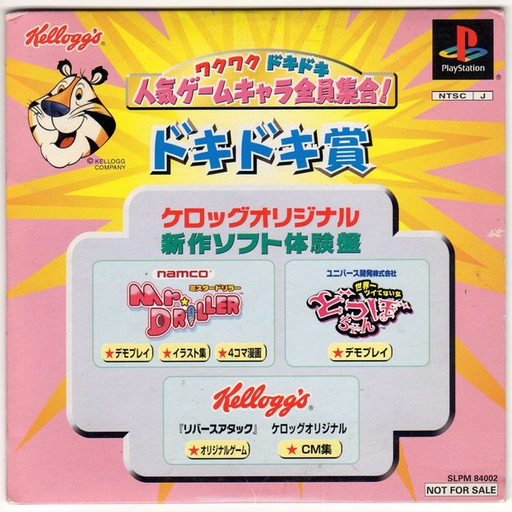 Kellogg's®
PlayStation®
NTSC J
ワクワク ドキドキ
人気ゲームキャラ全員集合!
ドキドキ賞
© KELLOGG
COMPANY
ケロッグオリジナル
新作ソフト体験盤
namco®
ミスタードリラー
Mr. DRILLER
★デモプレイ ★イラスト集 ★4コマ漫画
ユニバース開発株式会社
世界一
ツイてない女
どつぼちゃん
★デモプレイ
Kellogg's®
『リバースアタック』 ケロッグオリジナル
★オリジナルゲーム ★CM集
SLPM 84002
NOT FOR SALE